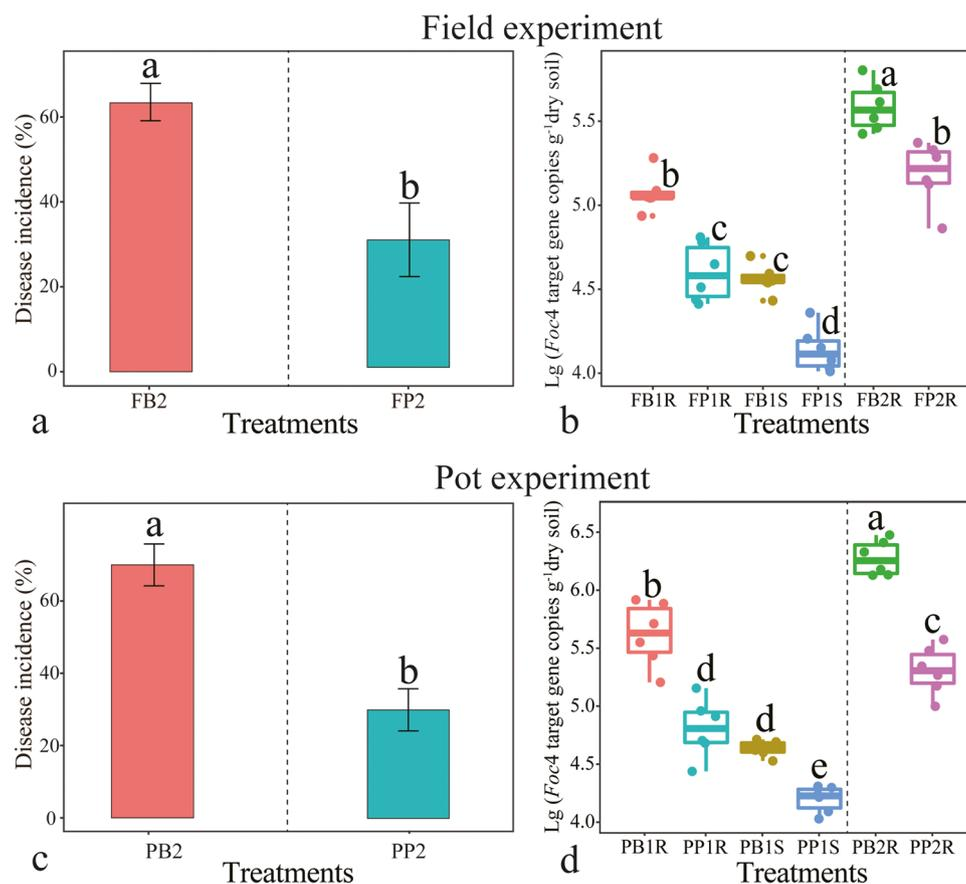 Field experiment
Disease incidence (%)
60
40
20
0
a
b
FB2
FP2
Treatments
a
Lg (Foc4 target gene copies g⁻¹dry soil)
5.5
5.0
4.5
4.0
b
c
c
d
a
b
FB1R FP1R FB1S FP1S FB2R FP2R
Treatments
b
Pot experiment
Disease incidence (%)
60
40
20
0
a
b
PB2
PP2
Treatments
c
Lg (Foc4 target gene copies g⁻¹dry soil)
6.5
6.0
5.5
5.0
4.5
4.0
b
d
d
e
a
c
PB1R PP1R PB1S PP1S PB2R PP2R
Treatments
d